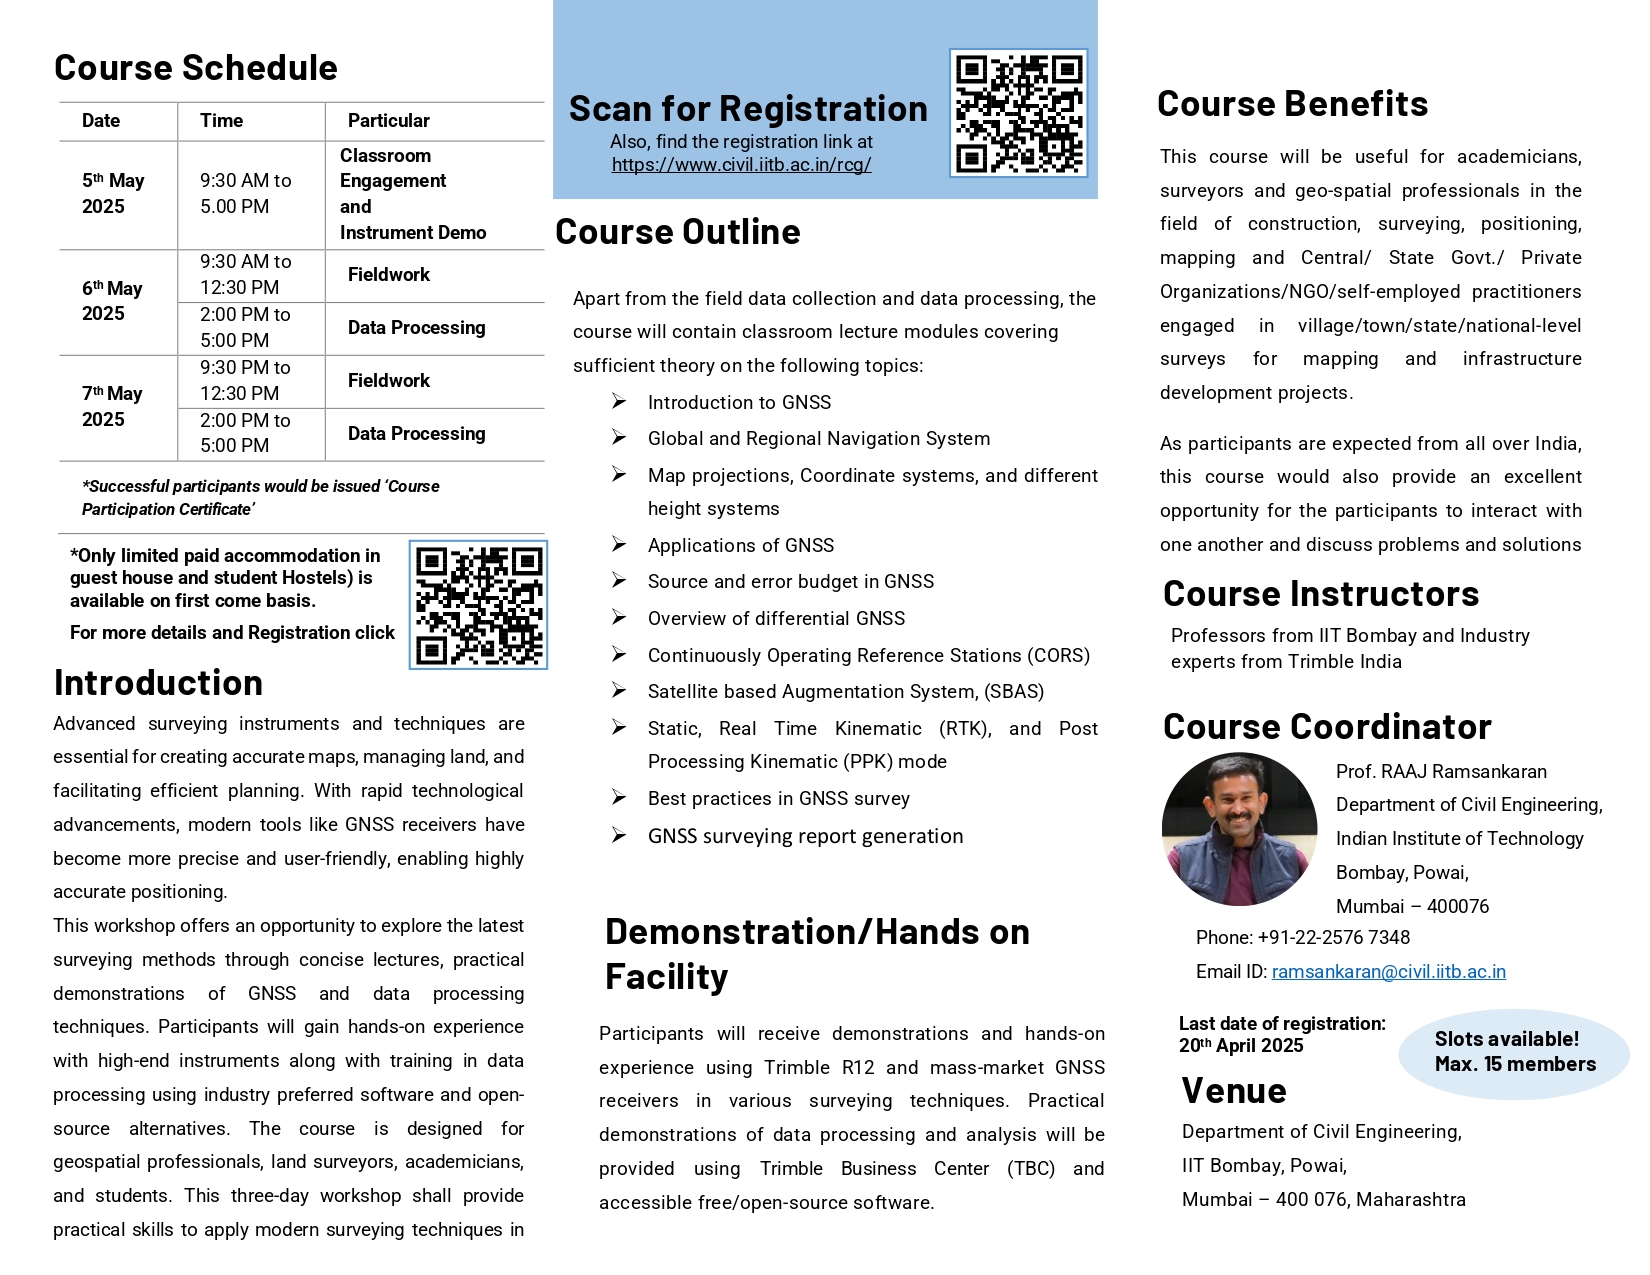 Course Schedule
Date Time Particular
5th May 2025
9:30 AM to 5.00 PM
Classroom
Engagement
and
Instrument Demo
6th May 2025
9:30 AM to 12:30 PM
Fieldwork
2:00 PM to 5:00 PM
Data Processing
7th May 2025
9:30 PM to 12:30 PM
Fieldwork
2:00 PM to 5:00 PM
Data Processing
*Successful participants would be issued ‘Course
Participation Certificate’
*Only limited paid accommodation in
guest house and student Hostels) is
available on first come basis.
For more details and Registration click
Introduction
Advanced surveying instruments and techniques are
essential for creating accurate maps, managing land, and
facilitating efficient planning. With rapid technological
advancements, modern tools like GNSS receivers have
become more precise and user-friendly, enabling highly
accurate positioning.
This workshop offers an opportunity to explore the latest
surveying methods through concise lectures, practical
demonstrations of GNSS and data processing
techniques. Participants will gain hands-on experience
with high-end instruments along with training in data
processing using industry preferred software and open-
source alternatives. The course is designed for
geospatial professionals, land surveyors, academicians,
and students. This three-day workshop shall provide
practical skills to apply modern surveying techniques in
Scan for Registration
Also, find the registration link at
https://www.civil.iitb.ac.in/rcg/
Course Outline
Apart from the field data collection and data processing, the
course will contain classroom lecture modules covering
sufficient theory on the following topics:
➢ Introduction to GNSS
➢ Global and Regional Navigation System
➢ Map projections, Coordinate systems, and different
height systems
➢ Applications of GNSS
➢ Source and error budget in GNSS
➢ Overview of differential GNSS
➢ Continuously Operating Reference Stations (CORS)
➢ Satellite based Augmentation System, (SBAS)
➢ Static, Real Time Kinematic (RTK), and Post
Processing Kinematic (PPK) mode
➢ Best practices in GNSS survey
➢ GNSS surveying report generation
Demonstration/Hands on
Facility
Participants will receive demonstrations and hands-on
experience using Trimble R12 and mass-market GNSS
receivers in various surveying techniques. Practical
demonstrations of data processing and analysis will be
provided using Trimble Business Center (TBC) and
accessible free/open-source software.
Course Benefits
This course will be useful for academicians,
surveyors and geo-spatial professionals in the
field of construction, surveying, positioning,
mapping and Central/ State Govt./ Private
Organizations/NGO/self-employed practitioners
engaged in village/town/state/national-level
surveys for mapping and infrastructure
development projects.
As participants are expected from all over India,
this course would also provide an excellent
opportunity for the participants to interact with
one another and discuss problems and solutions
Course Instructors
Professors from IIT Bombay and Industry
experts from Trimble India
Course Coordinator
Prof. RAAJ Ramsankaran
Department of Civil Engineering,
Indian Institute of Technology
Bombay, Powai,
Mumbai – 400076
Phone: +91-22-2576 7348
Email ID: ramsankaran@civil.iitb.ac.in
Last date of registration:
20th April 2025
Slots available!
Max. 15 members
Venue
Department of Civil Engineering,
IIT Bombay, Powai,
Mumbai – 400 076, Maharashtra